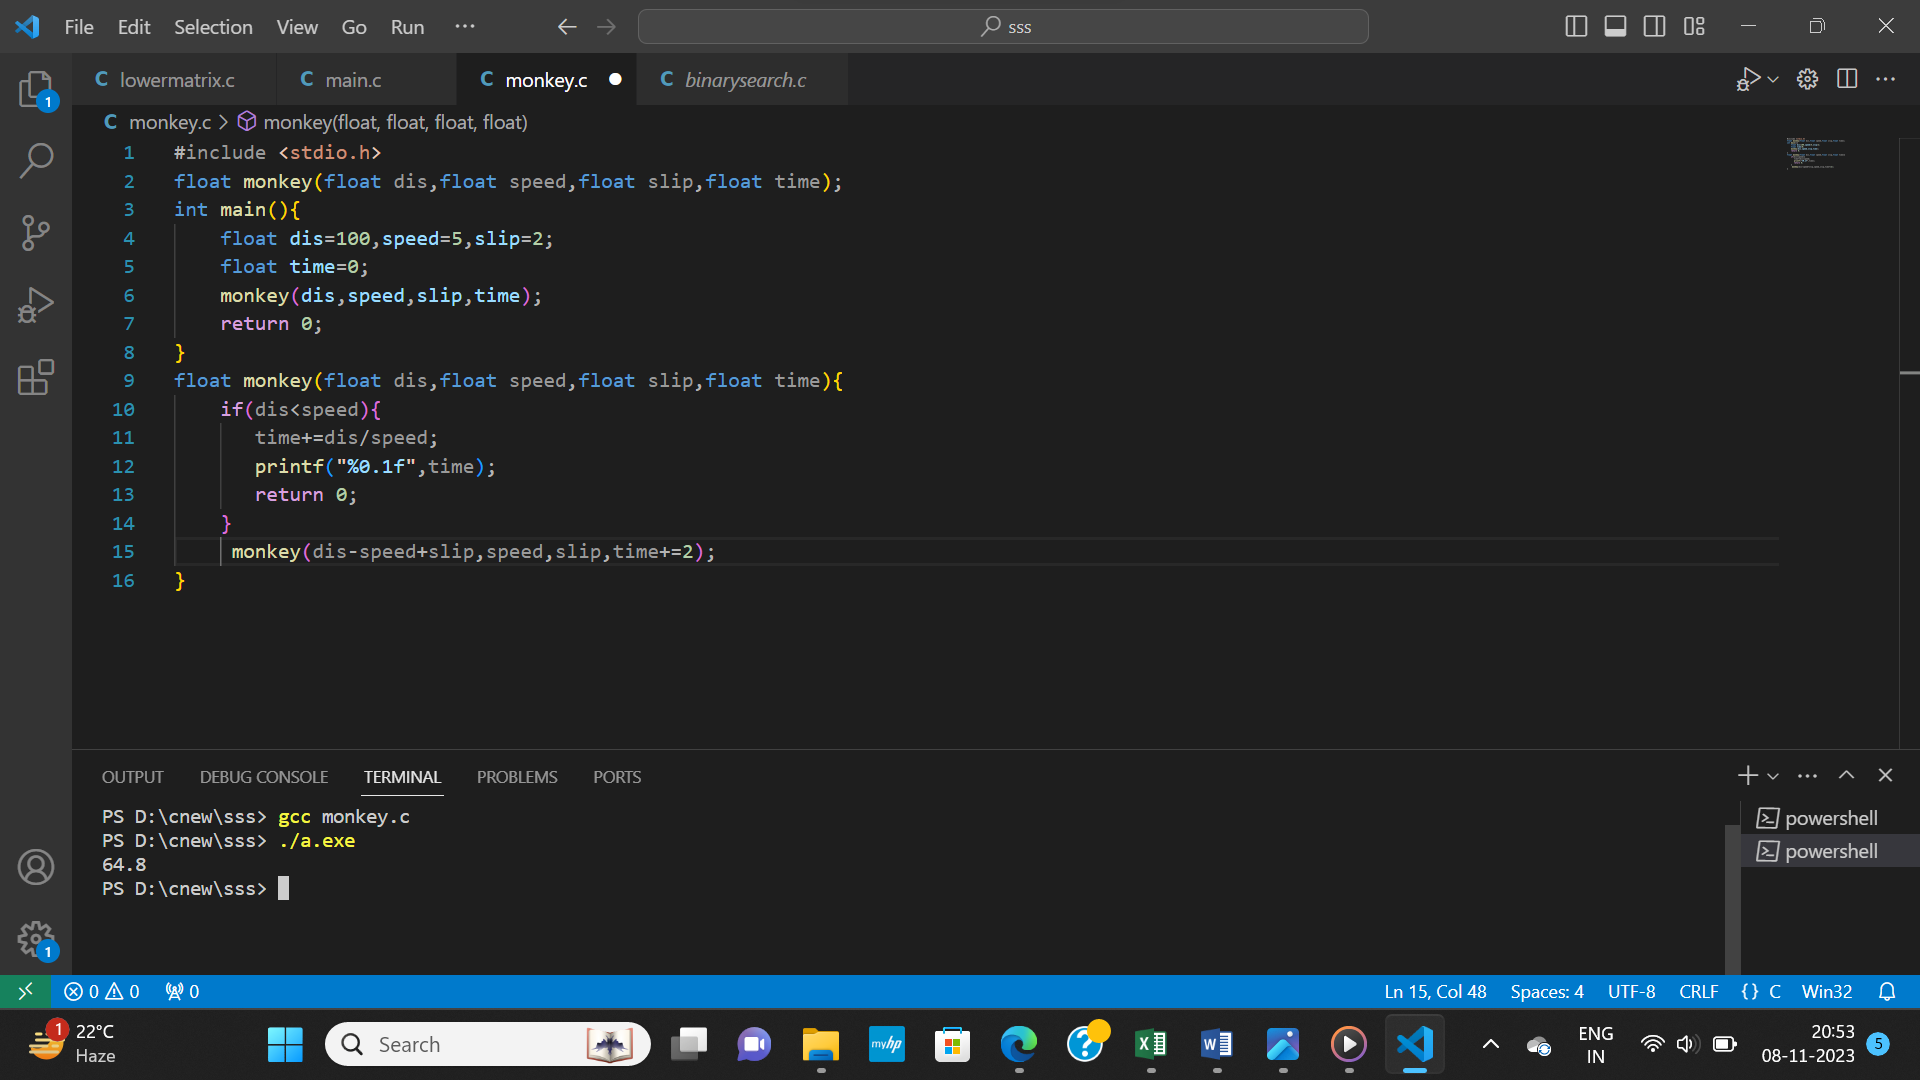 File Edit Selection View Go Run ··· sss
lowermatrix.c main.c monkey.c binarysearch.c
monkey.c > monkey(float, float, float, float)
1 #include <stdio.h>
2 float monkey(float dis,float speed,float slip,float time);
3 int main(){
4 float dis=100,speed=5,slip=2;
5 float time=0;
6 monkey(dis,speed,slip,time);
7 return 0;
8 }
9 float monkey(float dis,float speed,float slip,float time){
10 if(dis<speed){
11 time+=dis/speed;
12 printf("%0.1f",time);
13 return 0;
14 }
15 monkey(dis-speed+slip,speed,slip,time+=2);
16 }
OUTPUT DEBUG CONSOLE TERMINAL PROBLEMS PORTS
PS D:\cnew\sss> gcc monkey.c
PS D:\cnew\sss> ./a.exe
64.8
PS D:\cnew\sss>
powershell
powershell
1
1
0 0 0 Ln 15, Col 48 Spaces: 4 UTF-8 CRLF {} C Win32
1 22°C
Haze
Search
myhp
ENG
IN
20:53
08-11-2023
5